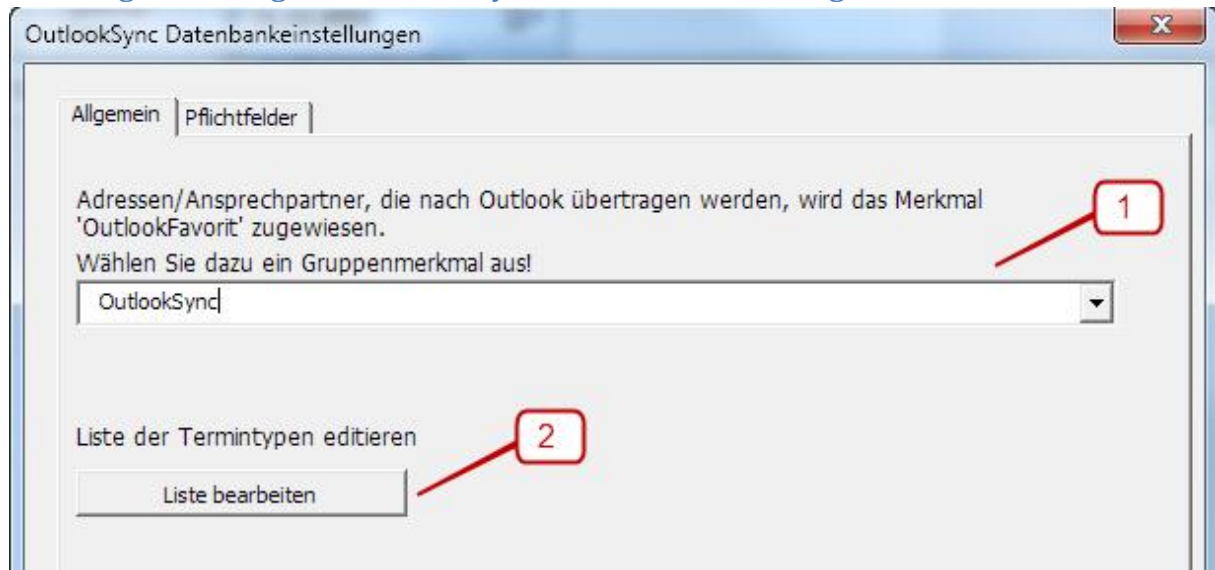 OutlookSync Datenbankeinstellungen
Allgemein
Pflichtfelder
Adressen/Ansprechpartner, die nach Outlook übertragen werden, wird das Merkmal
'OutlookFavorit' zugewiesen.
1
Wählen Sie dazu ein Gruppenmerkmal aus!
OutlookSync
Liste der Termintypen editieren
2
Liste bearbeiten